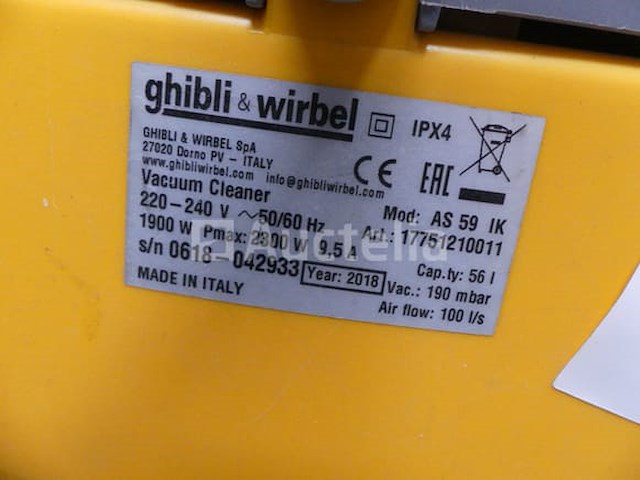 ghibli & wirbel IPX4
GHIBLI & WIRBEL SpA
27020 Dorno PV – ITALY
www.ghibliwirbel.com info@ghibliwirbel.com
CE EAC
Vacuum Cleaner
Mod: AS 59 IK
220–240 V ~50/60 Hz
Art.: 17751210011
1900 W Pmax: 2300 W 9,5 A
Cap.ty: 56 l
s/n 0618 - 042933 Year: 2018
Vac.: 190 mbar
MADE IN ITALY
Air flow: 100 l/s
Auctelia